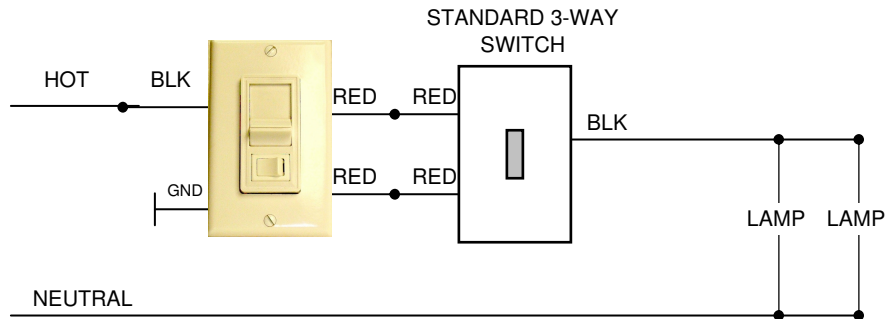 STANDARD 3-WAY
SWITCH
HOT
BLK
RED
RED
BLK
GND
RED
RED
LAMP
LAMP
NEUTRAL